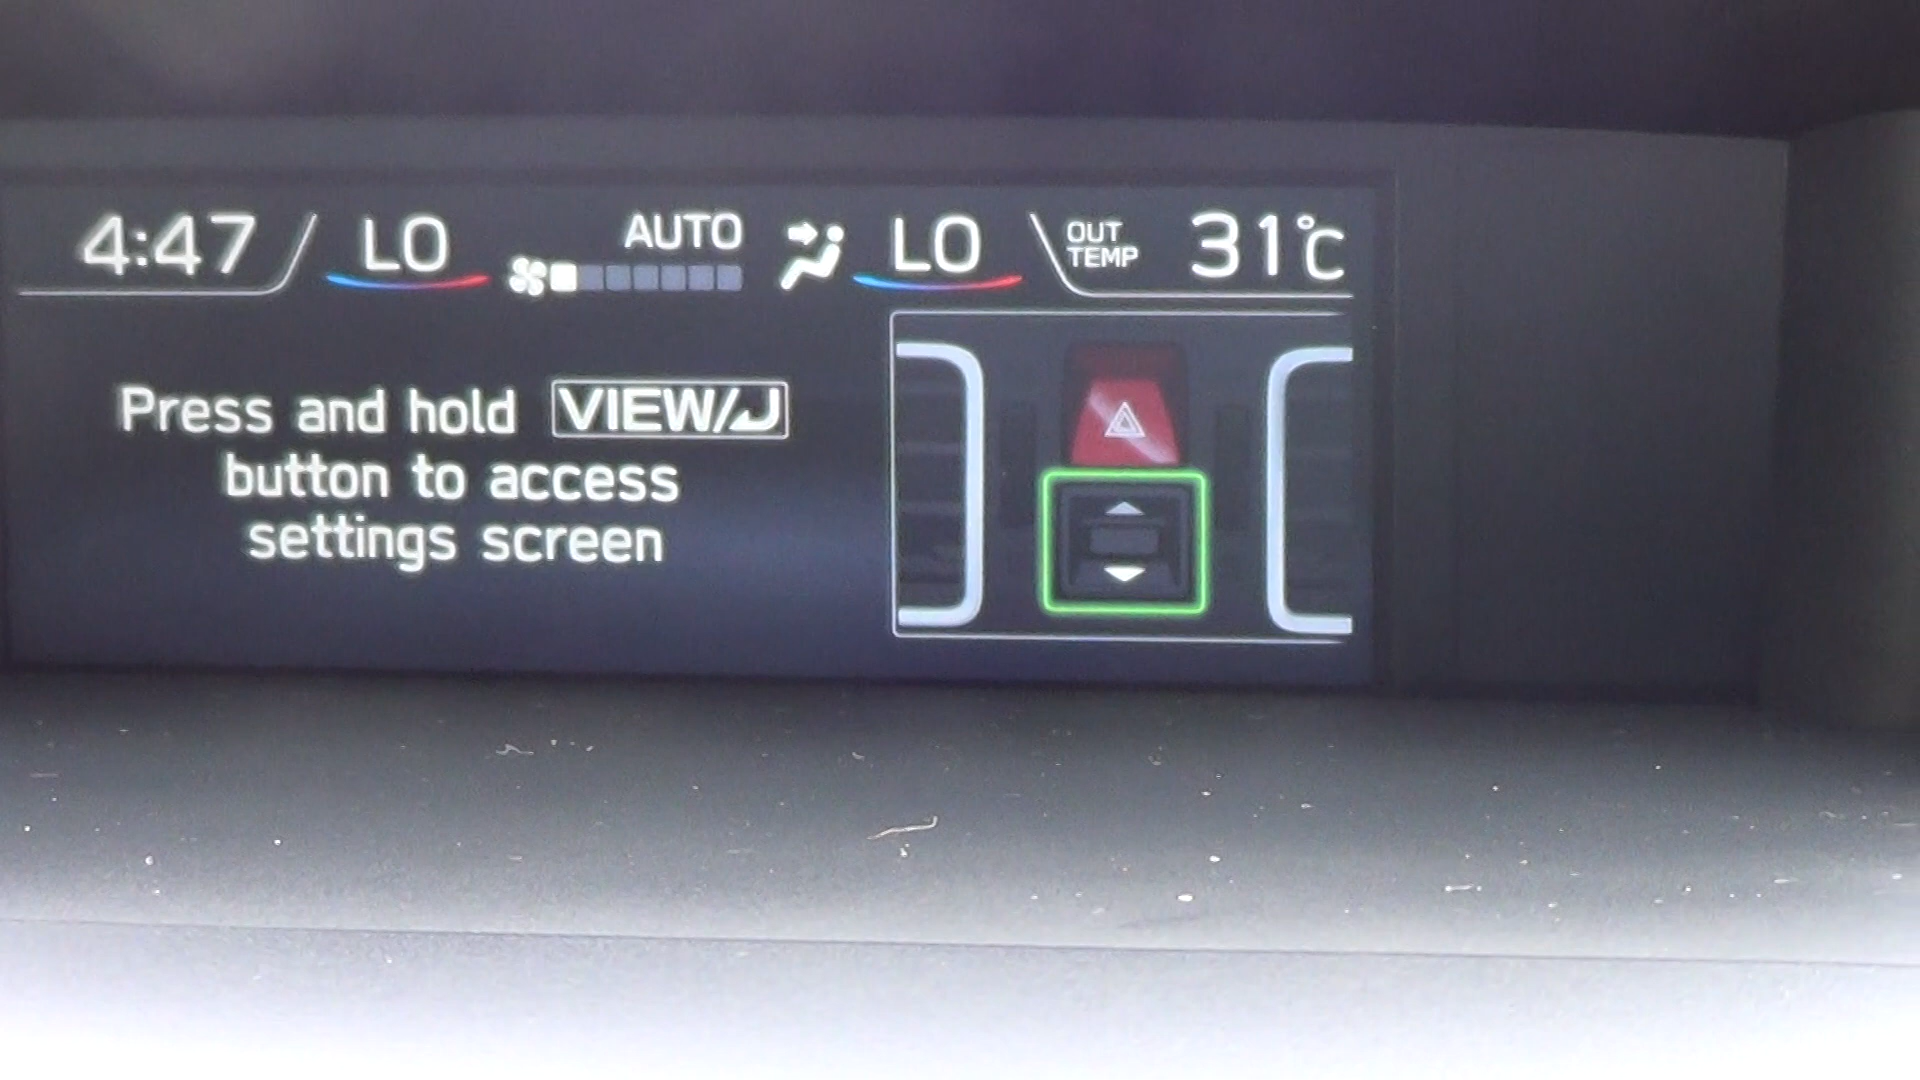 4:47 LO AUTO LO OUT TEMP 31°C
Press and hold VIEW/
button to access
settings screen